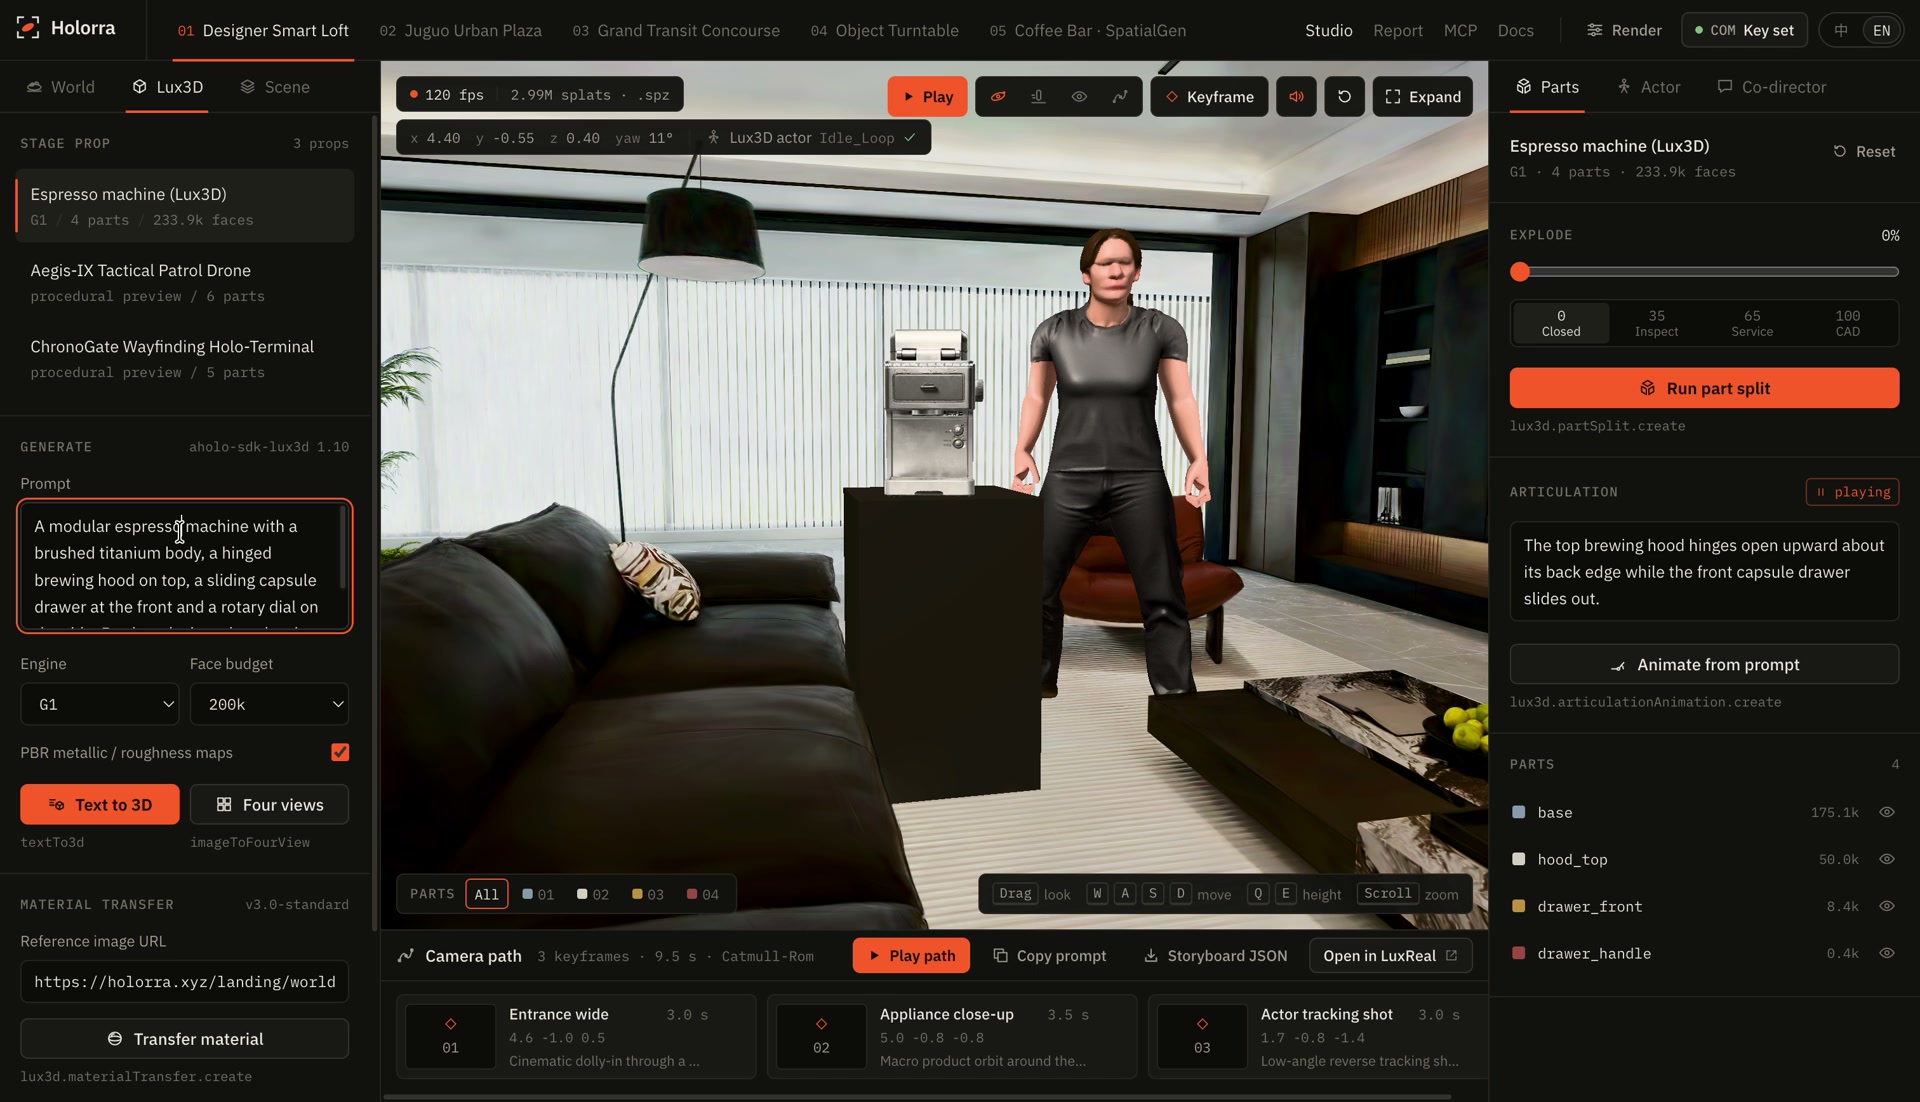 Holorra
01 Designer Smart Loft
02 Juguo Urban Plaza
03 Grand Transit Concourse
04 Object Turntable
05 Coffee Bar · SpatialGen
Studio
Report
MCP
Docs
Render
COM Key set
中
EN
World
Lux3D
Scene
STAGE PROP
3 props
Espresso machine (Lux3D)
G1 / 4 parts / 233.9k faces
Aegis-IX Tactical Patrol Drone
procedural preview / 6 parts
ChronoGate Wayfinding Holo-Terminal
procedural preview / 5 parts
GENERATE
aholo-sdk-lux3d 1.10
Prompt
A modular espresso machine with a
brushed titanium body, a hinged
brewing hood on top, a sliding capsule
drawer at the front and a rotary dial on
Engine
Face budget
G1
200k
PBR metallic / roughness maps
Text to 3D
Four views
textTo3d
imageToFourView
MATERIAL TRANSFER
v3.0-standard
Reference image URL
https://holorra.xyz/landing/world
Transfer material
lux3d.materialTransfer.create
120 fps
2.99M splats · .spz
x 4.40 y -0.55 z 0.40 yaw 11°
Lux3D actor Idle_Loop
Play
Keyframe
Expand
PARTS
All
01
02
03
04
Drag look
W A S D move
Q E height
Scroll zoom
Camera path
3 keyframes · 9.5 s · Catmull-Rom
Play path
Copy prompt
Storyboard JSON
Open in LuxReal
01
Entrance wide
3.0 s
4.6 -1.0 0.5
Cinematic dolly-in through a ...
02
Appliance close-up
3.5 s
5.0 -0.8 -0.8
Macro product orbit around the...
03
Actor tracking shot
3.0 s
1.7 -0.8 -1.4
Low-angle reverse tracking sh...
Parts
Actor
Co-director
Espresso machine (Lux3D)
G1 · 4 parts · 233.9k faces
Reset
EXPLODE
0%
0
Closed
35
Inspect
65
Service
100
CAD
Run part split
lux3d.partSplit.create
ARTICULATION
playing
The top brewing hood hinges open upward about
its back edge while the front capsule drawer
slides out.
Animate from prompt
lux3d.articulationAnimation.create
PARTS
4
base
175.1k
hood_top
50.0k
drawer_front
8.4k
drawer_handle
0.4k